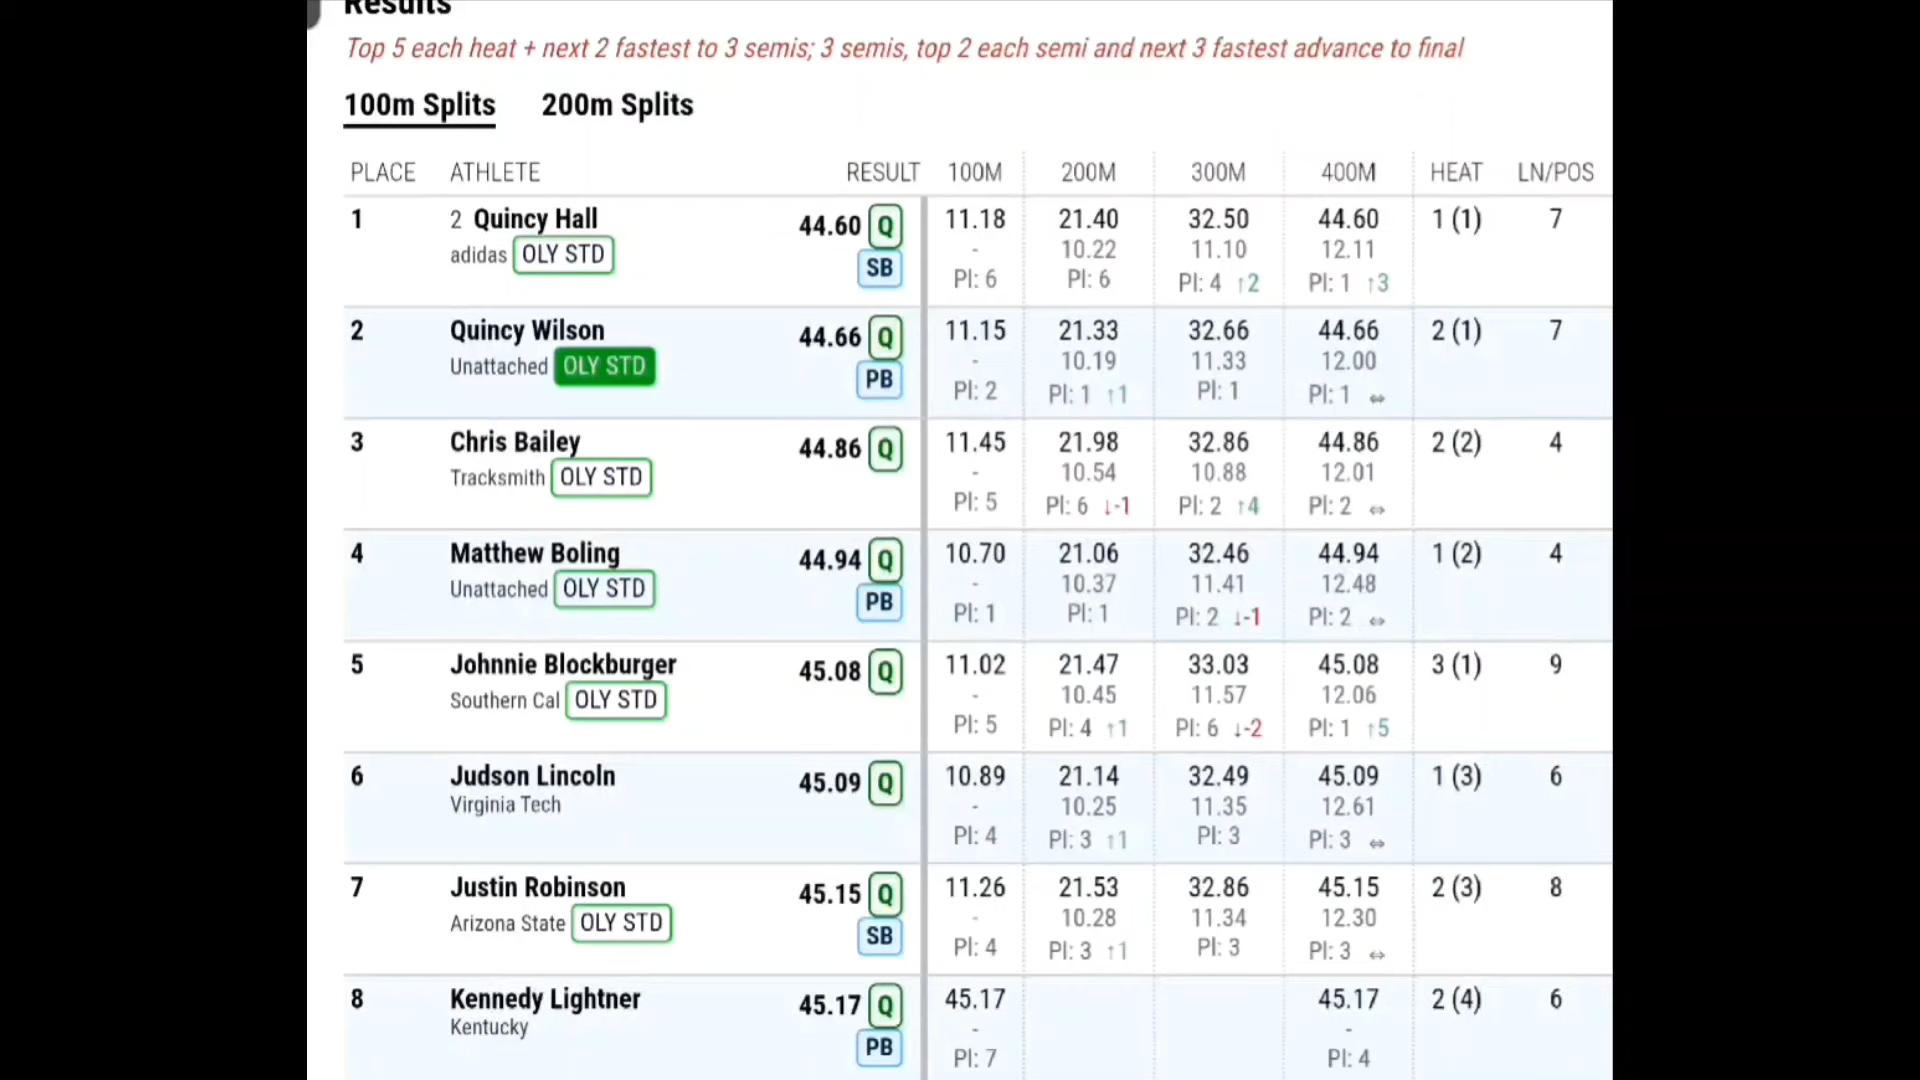 Results
Top 5 each heat + next 2 fastest to 3 semis; 3 semis, top 2 each semi and next 3 fastest advance to final
100m Splits 200m Splits
PLACE ATHLETE RESULT 100M 200M 300M 400M HEAT LN/POS
1 2 Quincy Hall 44.60 Q 11.18 21.40 32.50 44.60 1 (1) 7
adidas OLY STD SB - 10.22 11.10 12.11
Pl: 6 Pl: 6 Pl: 4 ↑2 Pl: 1 ↑3
2 Quincy Wilson 44.66 Q 11.15 21.33 32.66 44.66 2 (1) 7
Unattached OLY STD PB - 10.19 11.33 12.00
Pl: 2 Pl: 1 ↑1 Pl: 1 Pl: 1 ⇔
3 Chris Bailey 44.86 Q 11.45 21.98 32.86 44.86 2 (2) 4
Tracksmith OLY STD - 10.54 10.88 12.01
Pl: 5 Pl: 6 ↓-1 Pl: 2 ↑4 Pl: 2 ⇔
4 Matthew Boling 44.94 Q 10.70 21.06 32.46 44.94 1 (2) 4
Unattached OLY STD PB - 10.37 11.41 12.48
Pl: 1 Pl: 1 Pl: 2 ↓-1 Pl: 2 ⇔
5 Johnnie Blockburger 45.08 Q 11.02 21.47 33.03 45.08 3 (1) 9
Southern Cal OLY STD - 10.45 11.57 12.06
Pl: 5 Pl: 4 ↑1 Pl: 6 ↓-2 Pl: 1 ↑5
6 Judson Lincoln 45.09 Q 10.89 21.14 32.49 45.09 1 (3) 6
Virginia Tech - 10.25 11.35 12.61
Pl: 4 Pl: 3 ↑1 Pl: 3 Pl: 3 ⇔
7 Justin Robinson 45.15 Q 11.26 21.53 32.86 45.15 2 (3) 8
Arizona State OLY STD SB - 10.28 11.34 12.30
Pl: 4 Pl: 3 ↑1 Pl: 3 Pl: 3 ⇔
8 Kennedy Lightner 45.17 Q 45.17 45.17 2 (4) 6
Kentucky PB - -
Pl: 7 Pl: 4